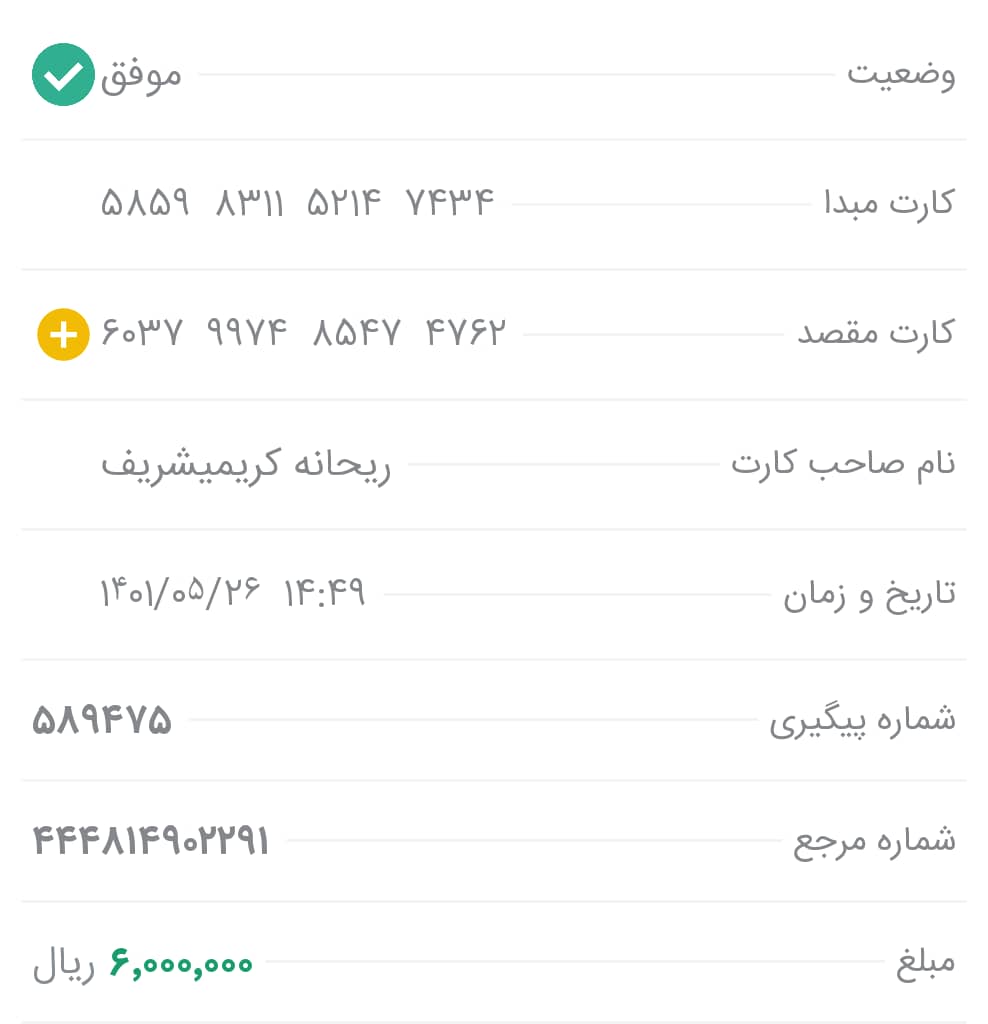 وضعیت موفق
کارت مبدا ۵۸۵۹ ۸۳۱۱ ۵۲۱۴ ۷۴۳۴
کارت مقصد ۶۰۳۷ ۹۹۷۴ ۸۵۴۷ ۴۷۶۲
نام صاحب کارت ریحانه کریمیشریف
تاریخ و زمان ۱۴۰۱/۰۵/۲۶ ۱۴:۴۹
شماره پیگیری ۵۸۹۴۷۵
شماره مرجع ۴۴۴۸۱۴۹۰۲۲۹۱
مبلغ ۶,۰۰۰,۰۰۰ ریال